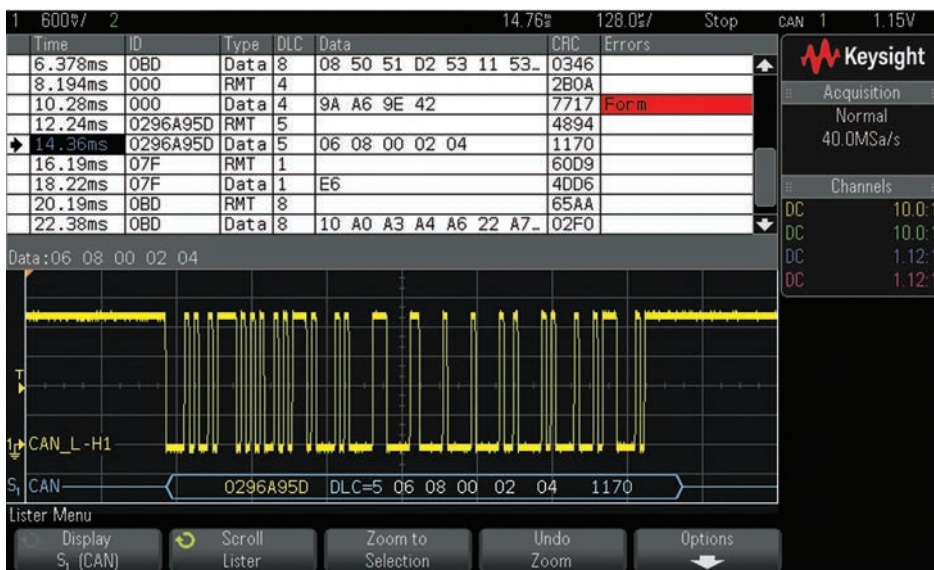 1 600♥/ 2 14.76s 128.0s/ Stop CAN 1 1.15V
Time ID Type DLC Data CRC Errors
6.378ms 0BD Data 8 08 50 51 D2 53 11 53… 0346
8.194ms 000 RMT 4 2B0A
10.28ms 000 Data 4 9A A6 9E 42 7717 Form
12.24ms 0296A95D RMT 5 4894
14.36ms 0296A95D Data 5 06 08 00 02 04 1170
16.19ms 07F RMT 1 60D9
18.22ms 07F Data 1 E6 4DD6
20.19ms 0BD RMT 8 65AA
22.38ms 0BD Data 8 10 A0 A3 A4 A6 22 A7… 02F0
Data:06 08 00 02 04
Keysight
Acquisition
Normal
40.0MSa/s
Channels
DC 10.0:1
DC 10.0:1
DC 1.12:1
DC 1.12:1
T
1 CAN_L-H1
S1 CAN 0296A95D DLC=5 06 08 00 02 04 1170
Lister Menu
Display
S1 (CAN)
Scroll
Lister
Zoom to
Selection
Undo
Zoom
Options